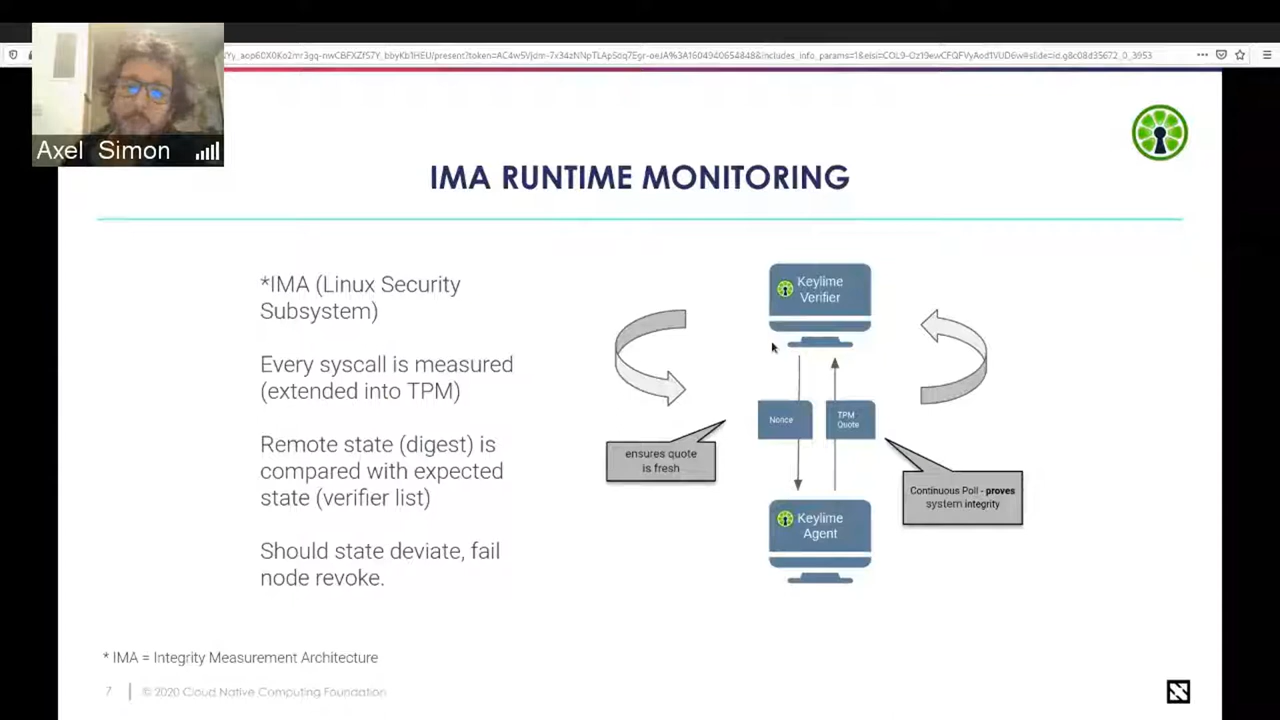 Axel Simon
IMA RUNTIME MONITORING
*IMA (Linux Security
Subsystem)
Every syscall is measured
(extended into TPM)
Remote state (digest) is
compared with expected
state (verifier list)
Should state deviate, fail
node revoke.
Keylime
Verifier
Nonce
TPM
Quote
ensures quote
is fresh
Continuous Poll - proves
system integrity
Keylime
Agent
* IMA = Integrity Measurement Architecture
7
© 2020 Cloud Native Computing Foundation